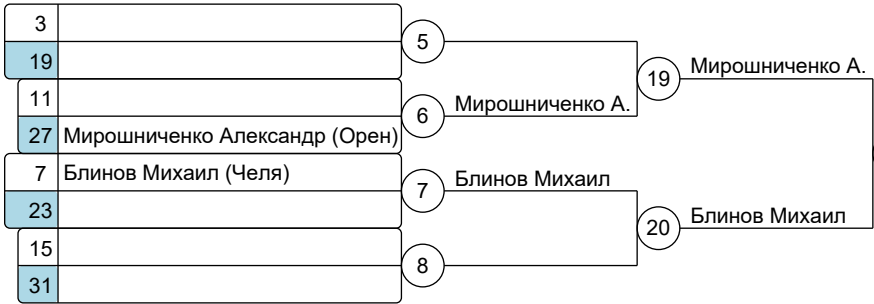 3
5
19
19 Мирошниченко А.
11
6 Мирошниченко А.
27 Мирошниченко Александр (Орен)
7 Блинов Михаил (Челя)
7 Блинов Михаил
23
20 Блинов Михаил
15
8
31